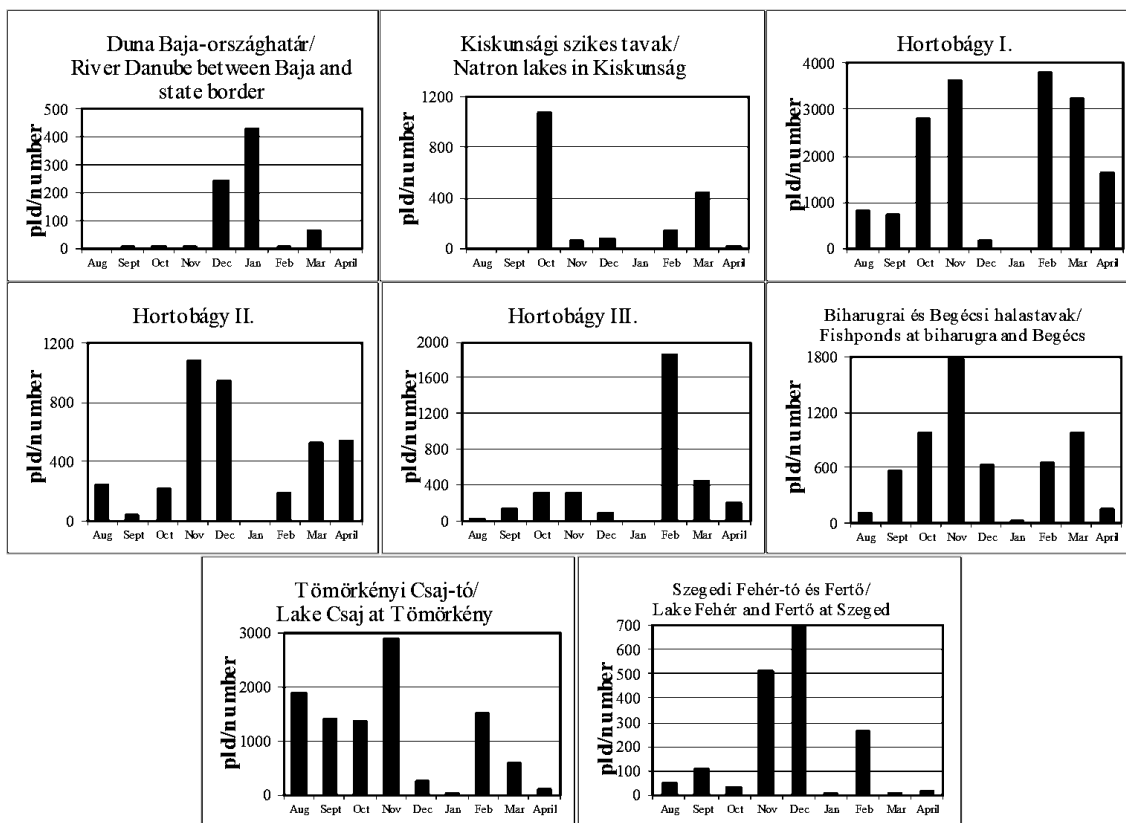 Duna Baja-országhatár/
River Danube between Baja and
state border
pld/number
500
400
300
200
100
0
Aug Sept Oct Nov Dec Jan Feb Mar April
Kiskunsági szikes tavak/
Natron lakes in Kiskunság
pld/number
1200
800
400
0
Aug Sept Oct Nov Dec Jan Feb Mar April
Hortobágy I.
pld/number
4000
3000
2000
1000
0
Aug Sept Oct Nov Dec Jan Feb Mar April
Hortobágy II.
pld/number
1200
800
400
0
Aug Sept Oct Nov Dec Jan Feb Mar April
Hortobágy III.
pld/number
2000
1600
1200
800
400
0
Aug Sept Oct Nov Dec Jan Feb Mar April
Biharugrai és Begécsi halastavak/
Fishponds at biharugra and Begécs
pld/number
1800
1200
600
0
Aug Sept Oct Nov Dec Jan Feb Mar April
Tömörkényi Csaj-tó/
Lake Csaj at Tömörkény
pld/number
3000
2000
1000
0
Aug Sept Oct Nov Dec Jan Feb Mar April
Szegedi Fehér-tó és Fertő/
Lake Fehér and Fertő at Szeged
pld/number
700
600
500
400
300
200
100
0
Aug Sept Oct Nov Dec Jan Feb Mar April